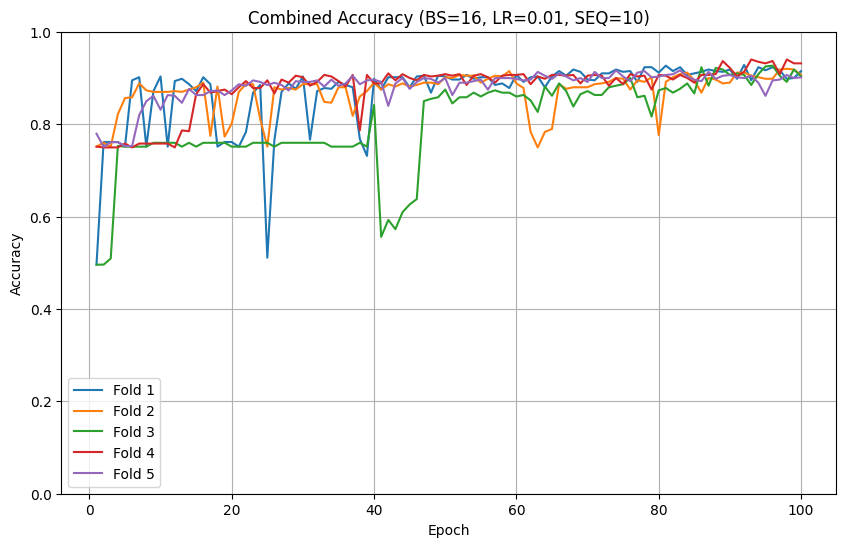 Combined Accuracy (BS=16, LR=0.01, SEQ=10)
1.0
0.8
0.6
0.4
0.2
0.0
Accuracy
Fold 1
Fold 2
Fold 3
Fold 4
Fold 5
0 20 40 60 80 100
Epoch